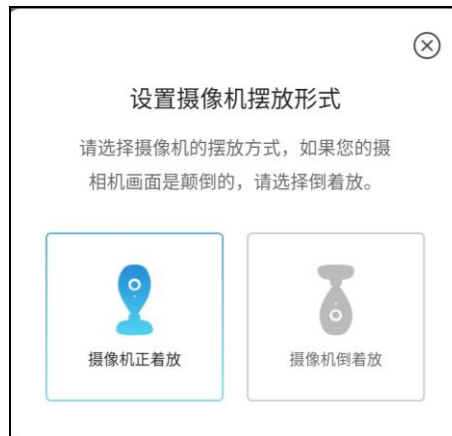 设置摄像机摆放形式
请选择摄像机的摆放方式，如果您的摄
相机画面是颠倒的，请选择倒着放。
摄像机正着放
摄像机倒着放